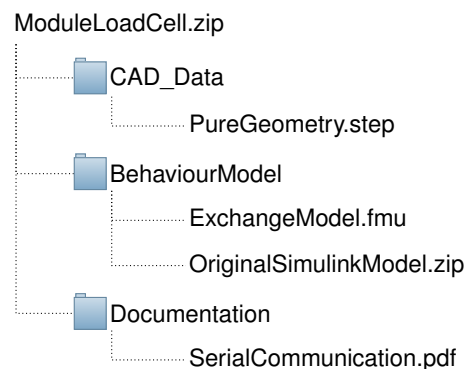 ModuleLoadCell.zip
CAD_Data
PureGeometry.step
BehaviourModel
ExchangeModel.fmu
OriginalSimulinkModel.zip
Documentation
SerialCommunication.pdf